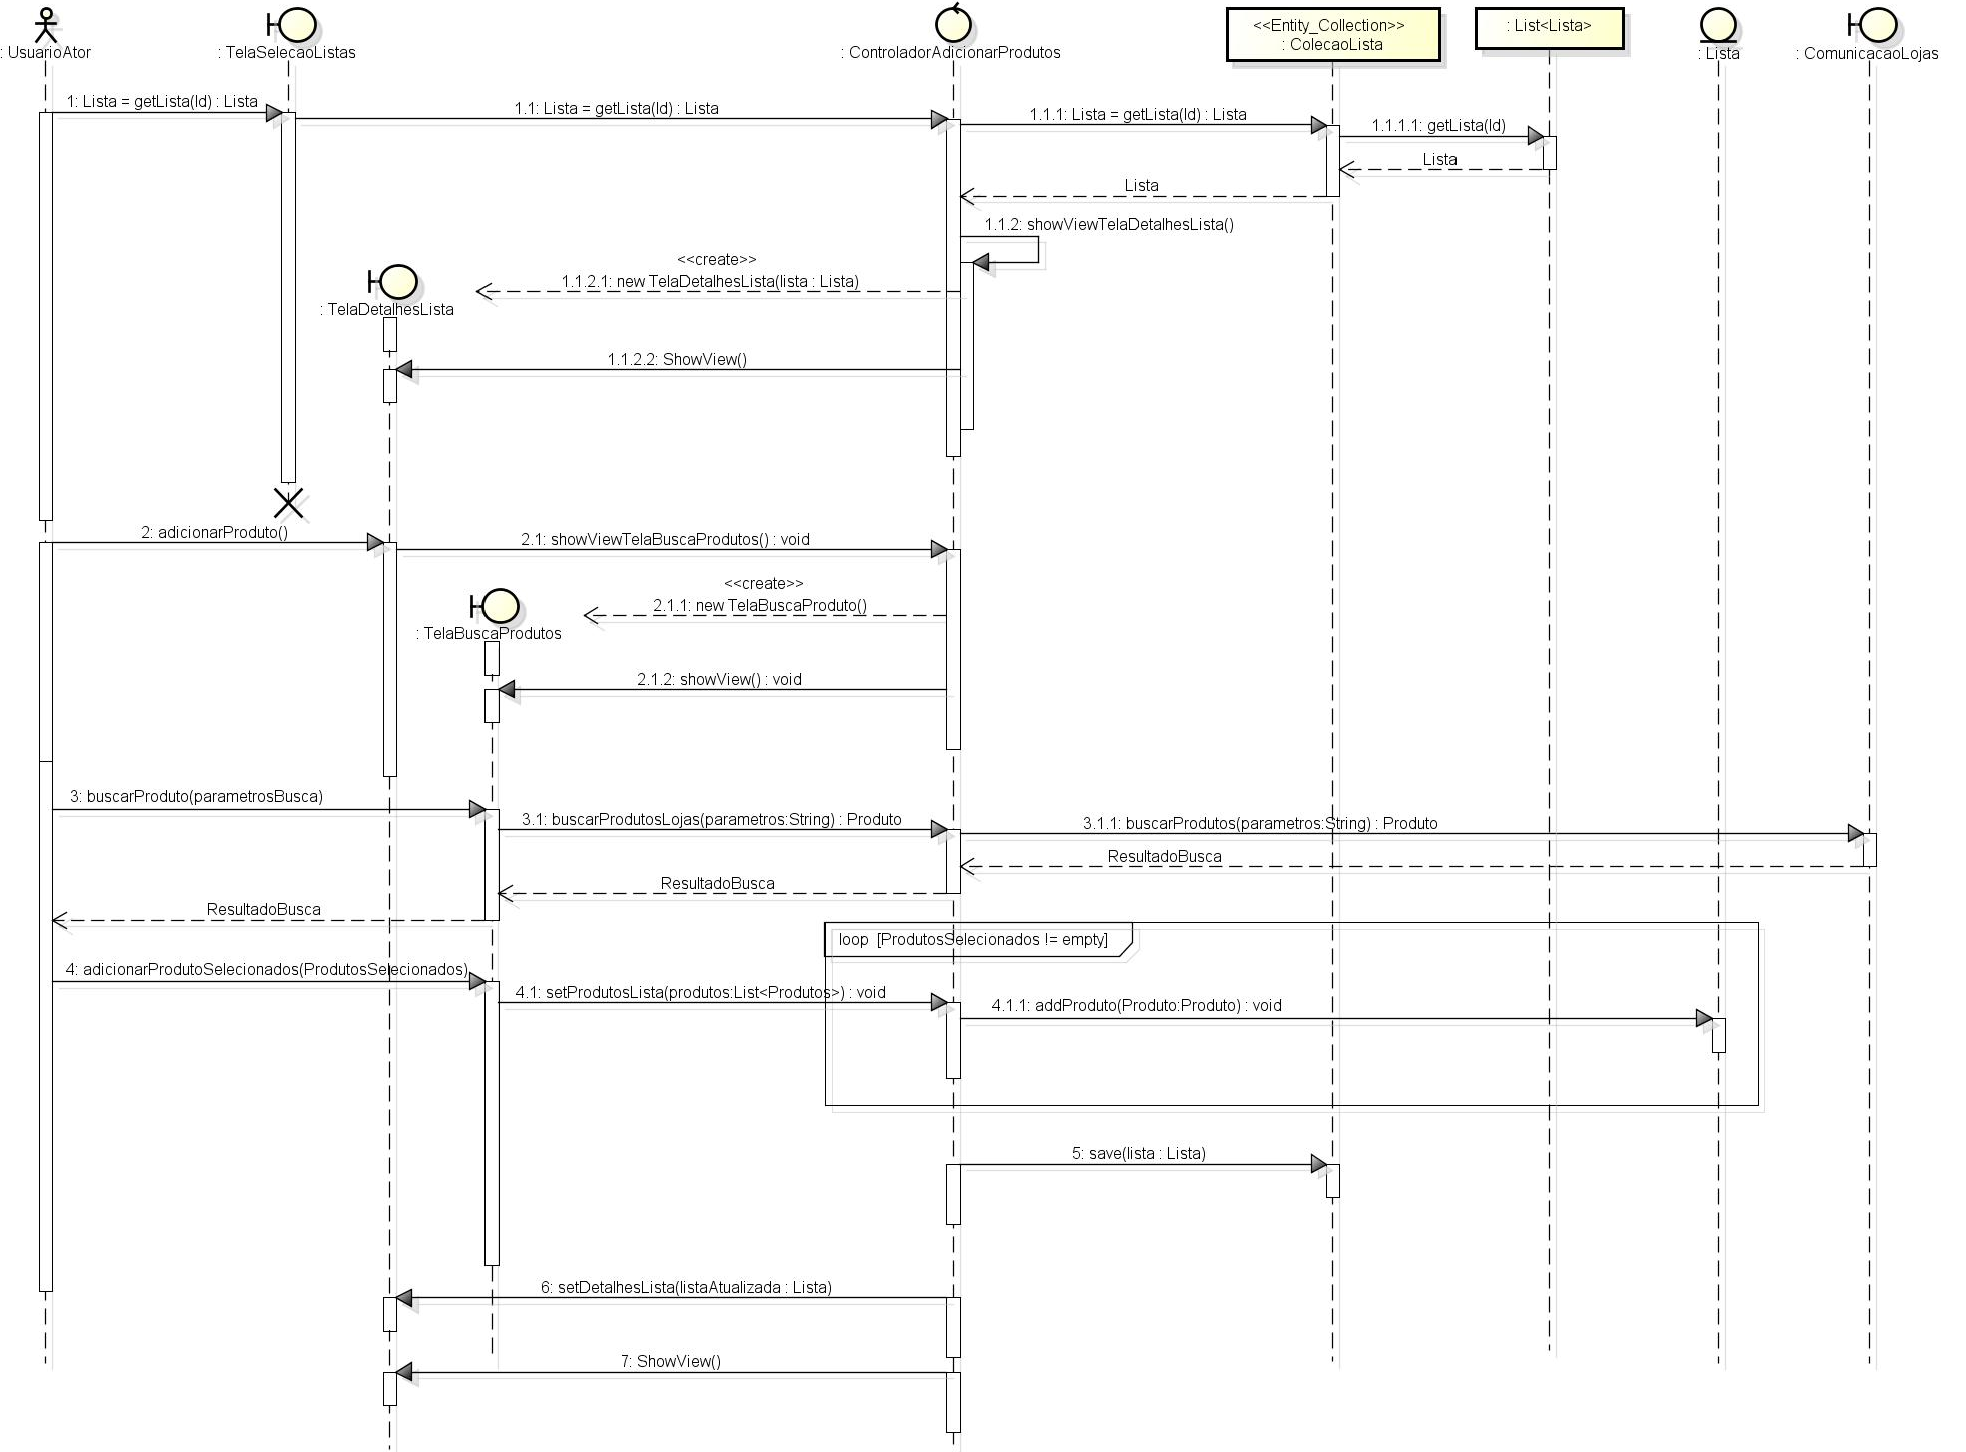 : UsuarioAtor
: TelaSelecaoListas
: ControladorAdicionarProdutos
<<Entity_Collection>>
: ColecaoLista
: List<Lista>
: Lista
: ComunicacaoLojas
1: Lista = getLista(Id) : Lista
1.1: Lista = getLista(Id) : Lista
1.1.1: Lista = getLista(Id) : Lista
1.1.1.1: getLista(Id)
Lista
Lista
1.1.2: showViewTelaDetalhesLista()
<<create>>
1.1.2.1: new TelaDetalhesLista(lista : Lista)
: TelaDetalhesLista
1.1.2.2: ShowView()
2: adicionarProduto()
2.1: showViewTelaBuscaProdutos() : void
<<create>>
2.1.1: new TelaBuscaProduto()
: TelaBuscaProdutos
2.1.2: showView() : void
3: buscarProduto(parametrosBusca)
3.1: buscarProdutosLojas(parametros:String) : Produto
3.1.1: buscarProdutos(parametros:String) : Produto
ResultadoBusca
ResultadoBusca
ResultadoBusca
loop [ProdutosSelecionados != empty]
4: adicionarProdutoSelecionados(ProdutosSelecionados)
4.1: setProdutosLista(produtos:List<Produtos>) : void
4.1.1: addProduto(Produto:Produto) : void
5: save(lista : Lista)
6: setDetalhesLista(listaAtualizada : Lista)
7: ShowView()